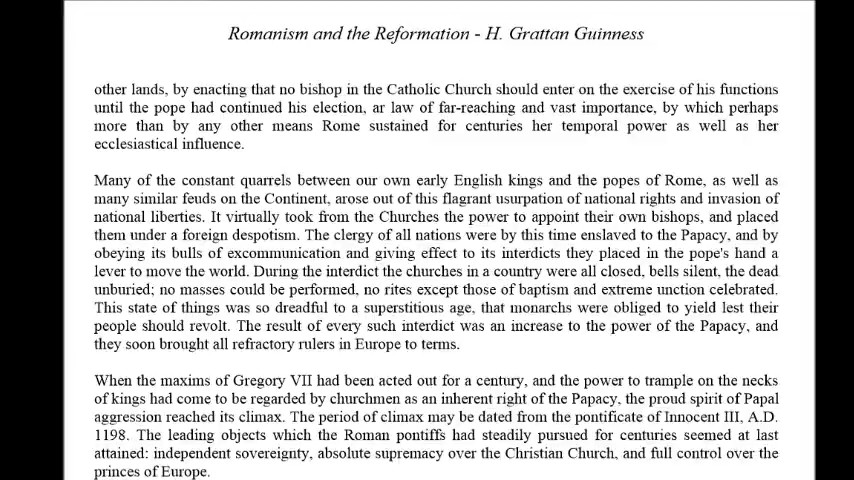 Romanism and the Reformation - H. Grattan Guinness
other lands, by enacting that no bishop in the Catholic Church should enter on the exercise of his functions
until the pope had continued his election, ar law of far-reaching and vast importance, by which perhaps
more than by any other means Rome sustained for centuries her temporal power as well as her
ecclesiastical influence.
Many of the constant quarrels between our own early English kings and the popes of Rome, as well as
many similar feuds on the Continent, arose out of this flagrant usurpation of national rights and invasion of
national liberties. It virtually took from the Churches the power to appoint their own bishops, and placed
them under a foreign despotism. The clergy of all nations were by this time enslaved to the Papacy, and by
obeying its bulls of excommunication and giving effect to its interdicts they placed in the pope's hand a
lever to move the world. During the interdict the churches in a country were all closed, bells silent, the dead
unburied; no masses could be performed, no rites except those of baptism and extreme unction celebrated.
This state of things was so dreadful to a superstitious age, that monarchs were obliged to yield lest their
people should revolt. The result of every such interdict was an increase to the power of the Papacy, and
they soon brought all refractory rulers in Europe to terms.
When the maxims of Gregory VII had been acted out for a century, and the power to trample on the necks
of kings had come to be regarded by churchmen as an inherent right of the Papacy, the proud spirit of Papal
aggression reached its climax. The period of climax may be dated from the pontificate of Innocent III, A.D.
1198. The leading objects which the Roman pontiffs had steadily pursued for centuries seemed at last
attained: independent sovereignty, absolute supremacy over the Christian Church, and full control over the
princes of Europe.